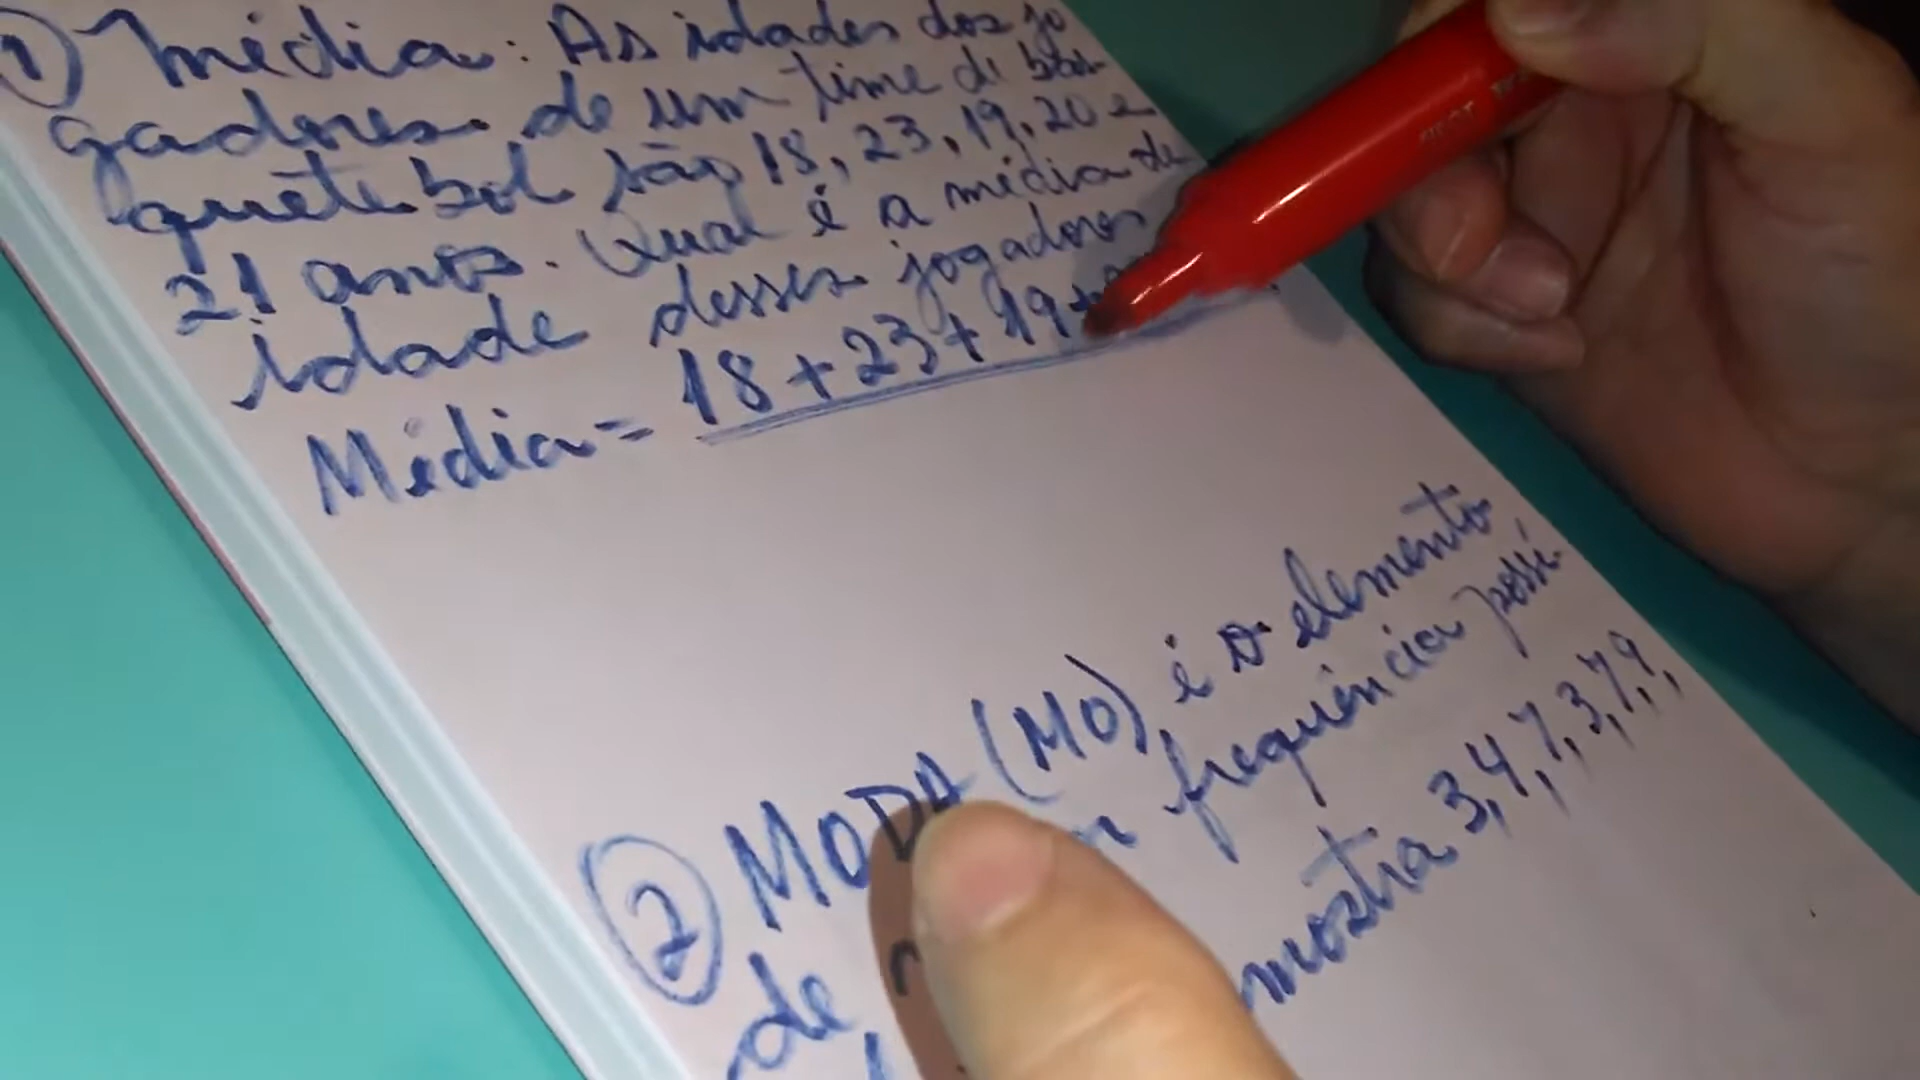 1) Média: As idades dos jo
gadores de um time de bas
quetebol são 18, 23, 19, 20 e
21 anos. Qual é a média de
idade desses jogadores
Média = 18 + 23 + 19 +
2 MODA (MO) é o elemento
de frequência possí
mostra 3, 4, 7, 3, 7, 9,